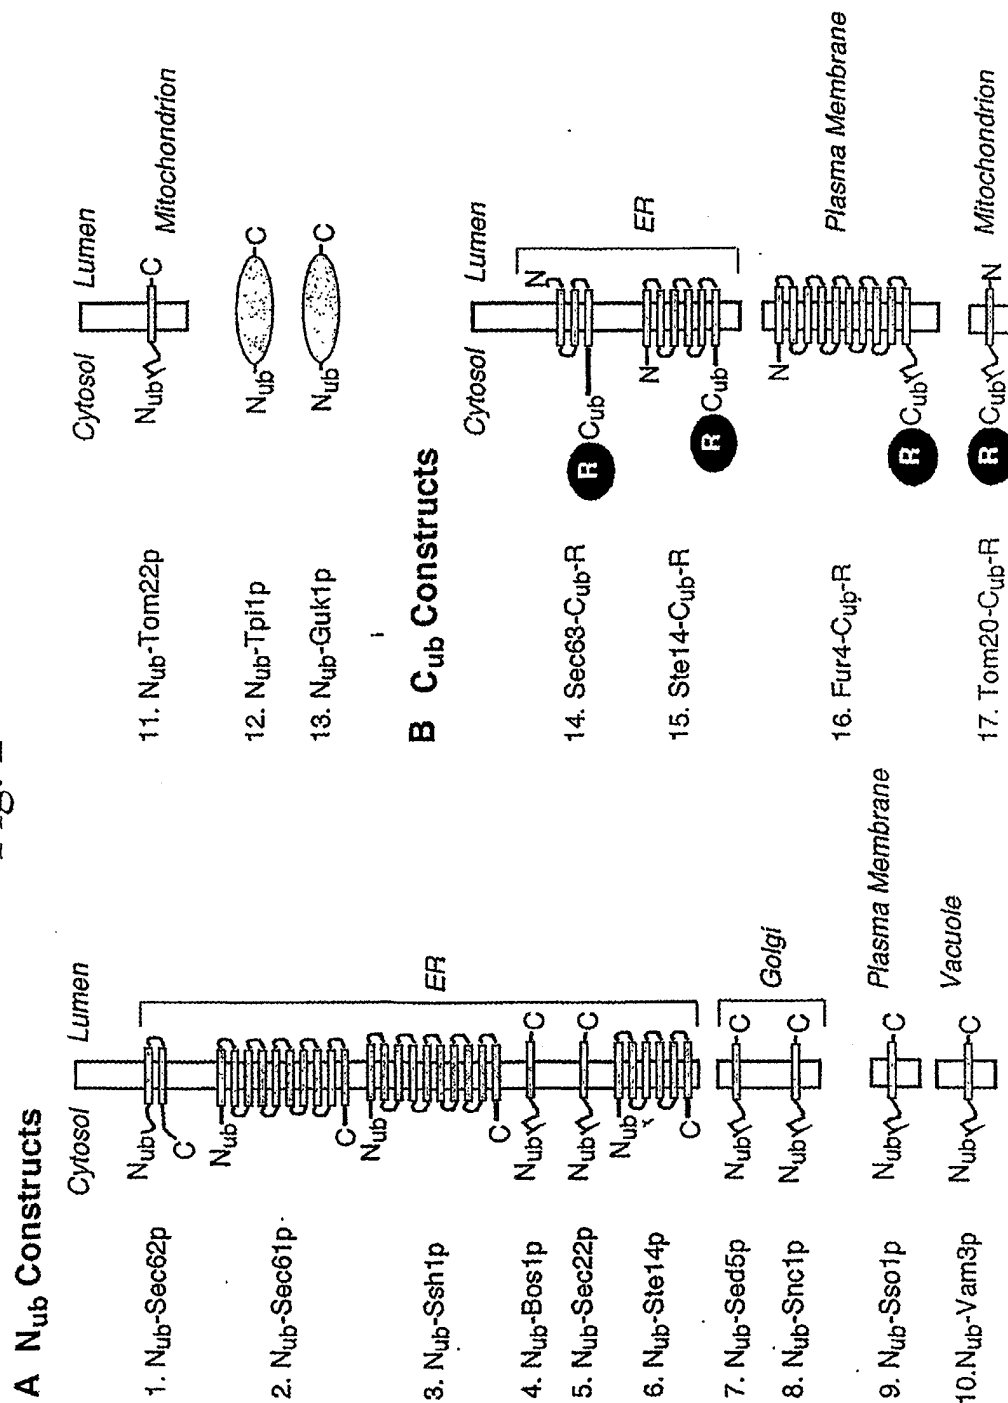 Fig. 2
A Nub Constructs
Cytosol Lumen
1. Nub-Sec62p
Nub
C
2. Nub-Sec61p
Nub
C
3. Nub-Ssh1p
Nub
C
4. Nub-Bos1p
Nub C
5. Nub-Sec22p
Nub C
6. Nub-Ste14p
Nub
C
ER
7. Nub-Sed5p
Nub C
8. Nub-Snc1p
Nub C
Golgi
9. Nub-Sso1p
Nub C
Plasma Membrane
10.Nub-Vam3p
Nub C
Vacuole
Cytosol Lumen
11. Nub-Tom22p
Nub C
Mitochondrion
12. Nub-Tpi1p
Nub C
13. Nub-Guk1p
Nub C
B Cub Constructs
Cytosol Lumen
14. Sec63-Cub-R
N
R Cub
15. Ste14-Cub-R
N
R Cub
ER
16. Fur4-Cub-R
N
R Cub
Plasma Membrane
17. Tom20-Cub-R
R Cub N
Mitochondrion